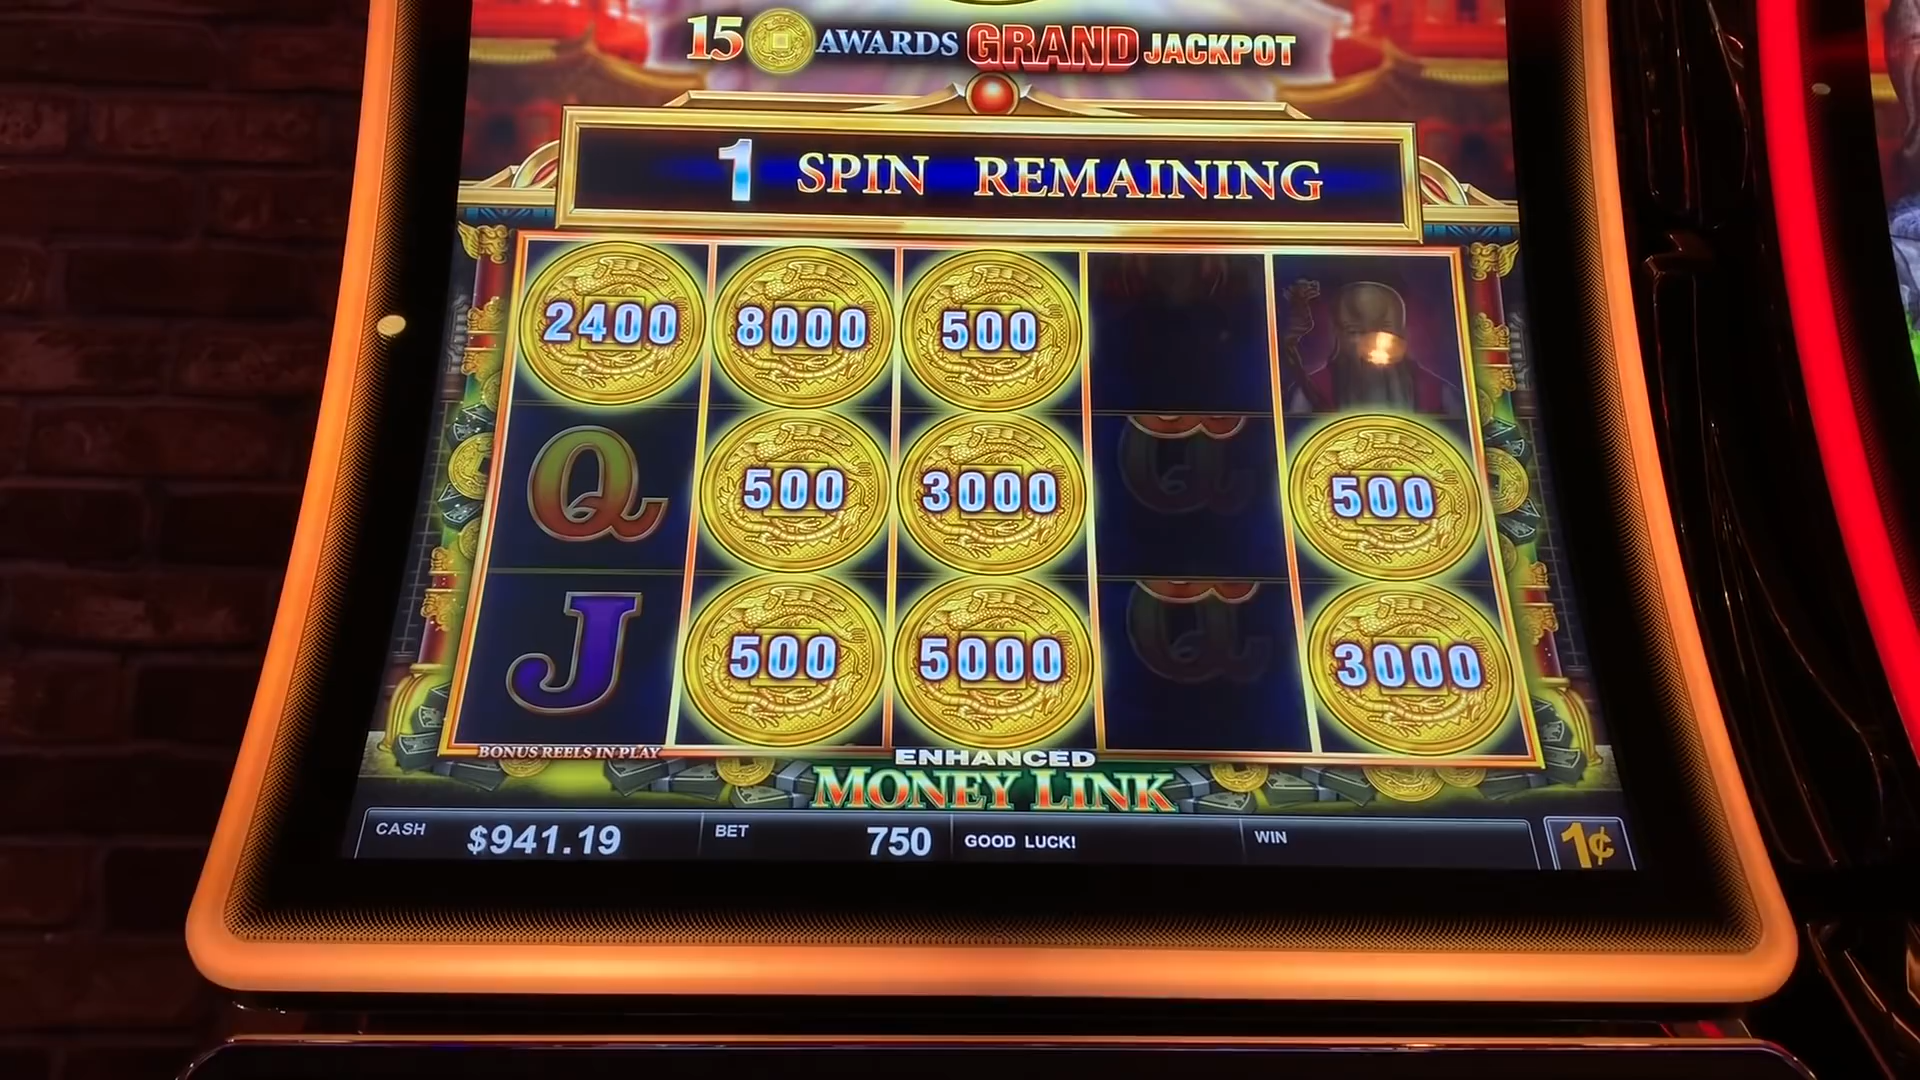 15 AWARDS GRAND JACKPOT
1 SPIN REMAINING
2400 8000 500
Q 500 3000 Q 500
J 500 5000 Q 3000
BONUS REELS IN PLAY
ENHANCED
MONEY LINK
CASH $941.19 BET 750 GOOD LUCK! WIN 1¢